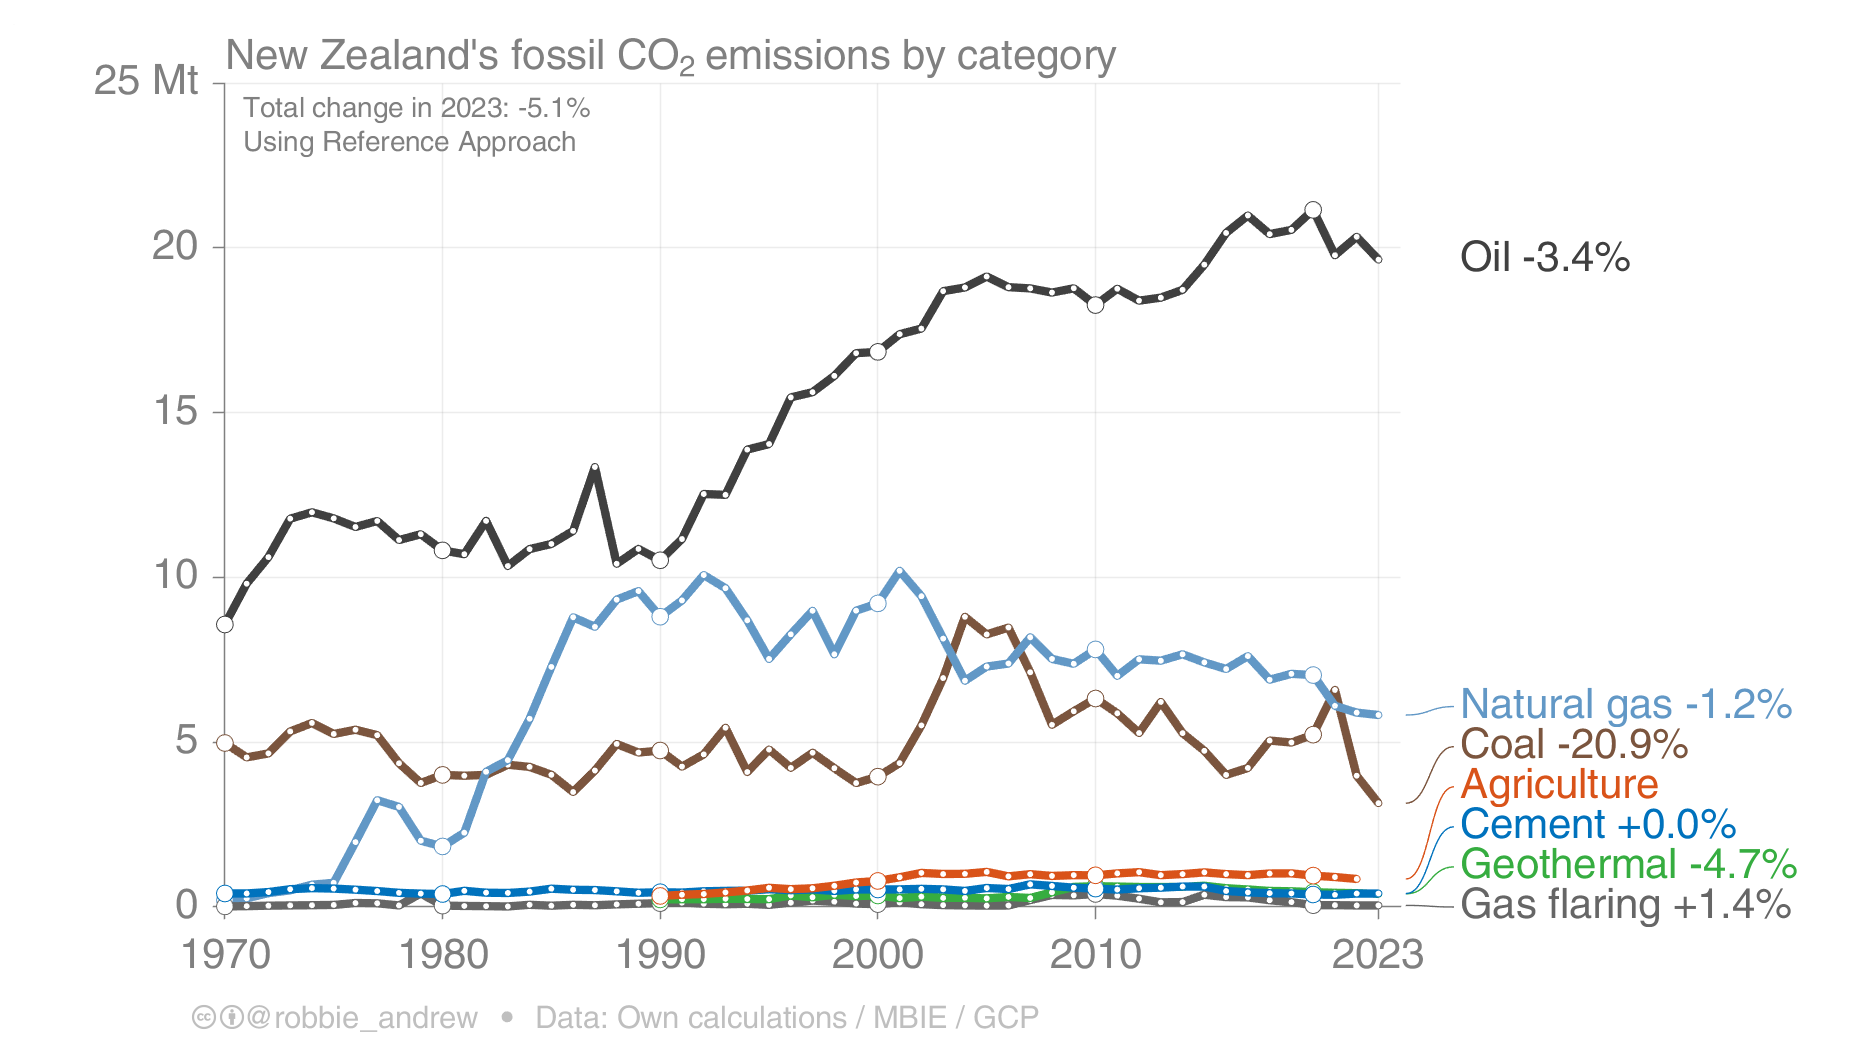 New Zealand's fossil CO₂ emissions by category
25 Mt
Total change in 2023: -5.1%
Using Reference Approach
20
15
10
5
0
Oil -3.4%
Natural gas -1.2%
Coal -20.9%
Agriculture
Cement +0.0%
Geothermal -4.7%
Gas flaring +1.4%
1970 1980 1990 2000 2010 2023
cc @robbie_andrew • Data: Own calculations / MBIE / GCP